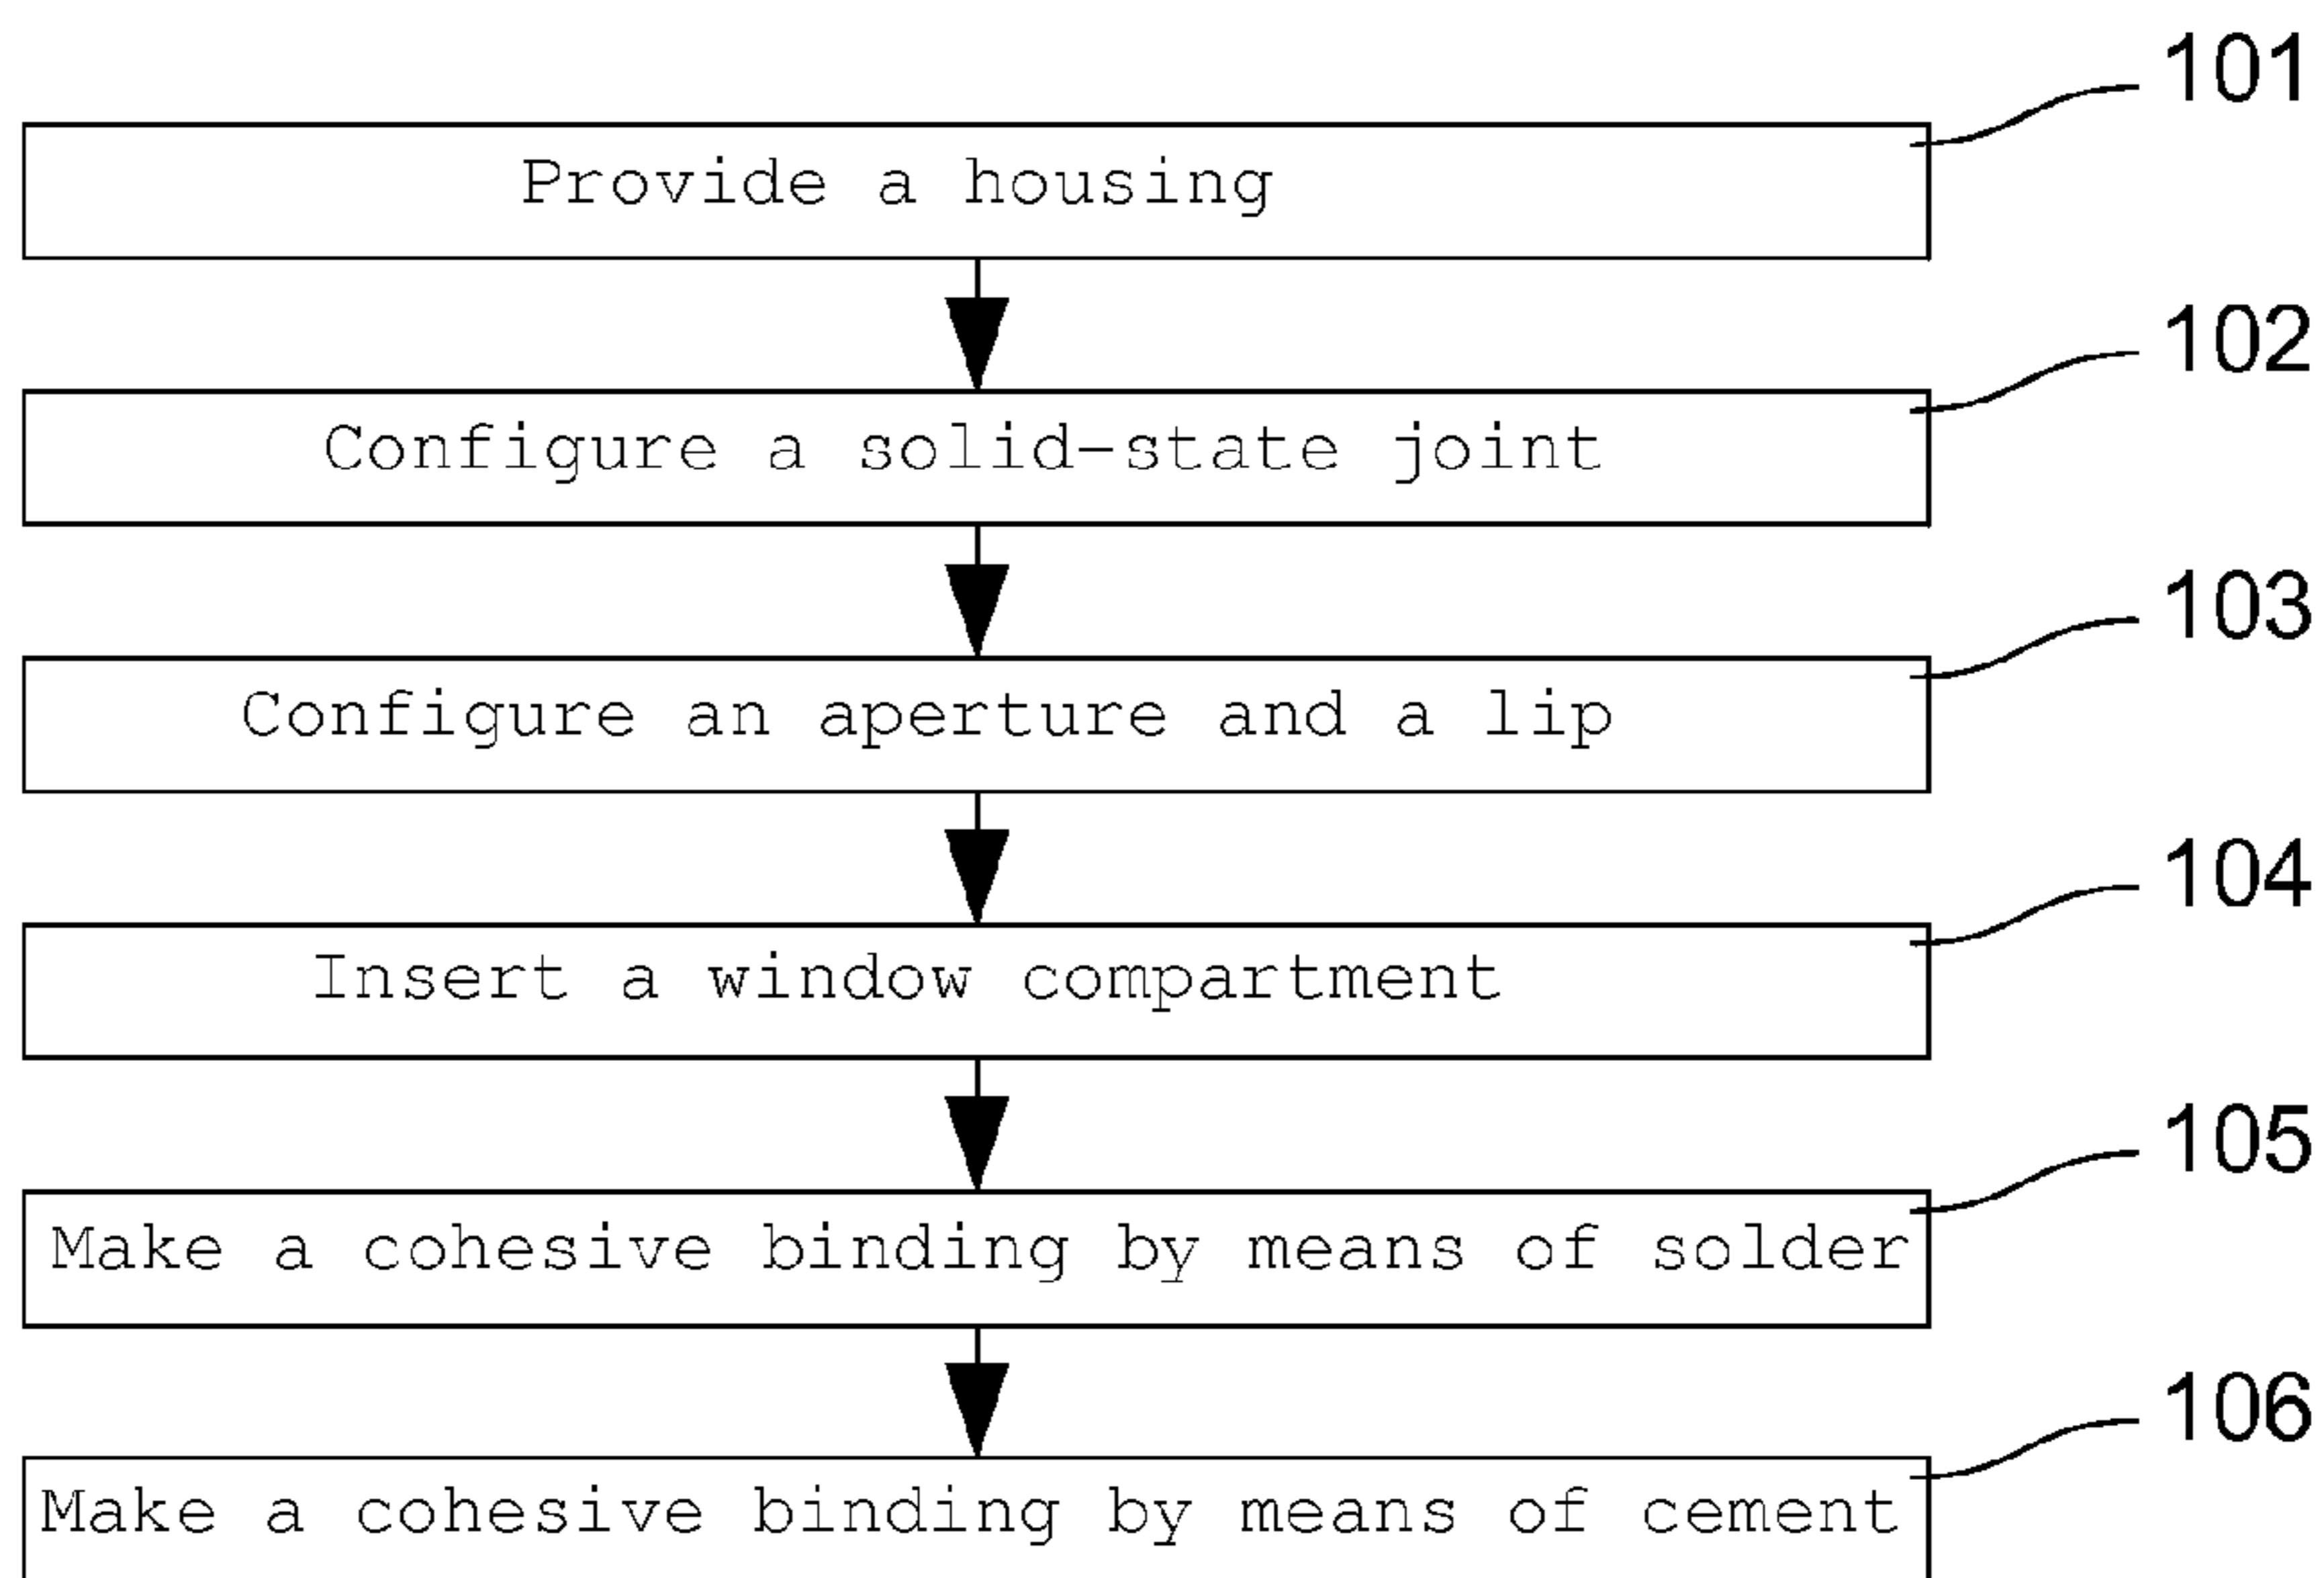 101
Provide a housing
102
Configure a solid-state joint
103
Configure an aperture and a lip
104
Insert a window compartment
105
Make a cohesive binding by means of solder
106
Make a cohesive binding by means of cement